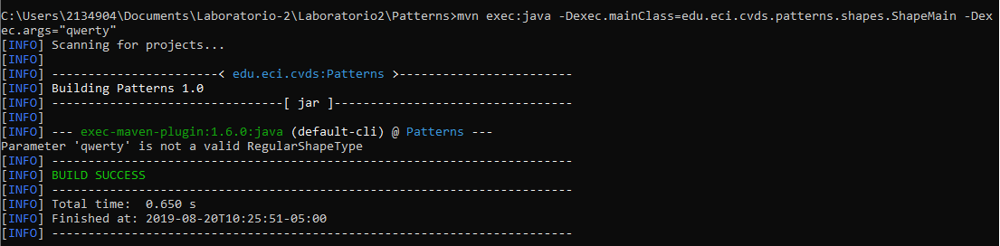 C:\Users\2134904\Documents\Laboratorio-2\Laboratorio2\Patterns>mvn exec:java -Dexec.mainClass=edu.eci.cvds.patterns.shapes.ShapeMain -Dex
ec.args="qwerty"
[INFO] Scanning for projects...
[INFO]
[INFO] -----------------------< edu.eci.cvds:Patterns >------------------------
[INFO] Building Patterns 1.0
[INFO] --------------------------------[ jar ]---------------------------------
[INFO]
[INFO] --- exec-maven-plugin:1.6.0:java (default-cli) @ Patterns ---
Parameter 'qwerty' is not a valid RegularShapeType
[INFO] ------------------------------------------------------------------------
[INFO] BUILD SUCCESS
[INFO] ------------------------------------------------------------------------
[INFO] Total time:  0.650 s
[INFO] Finished at: 2019-08-20T10:25:51-05:00
[INFO] ------------------------------------------------------------------------